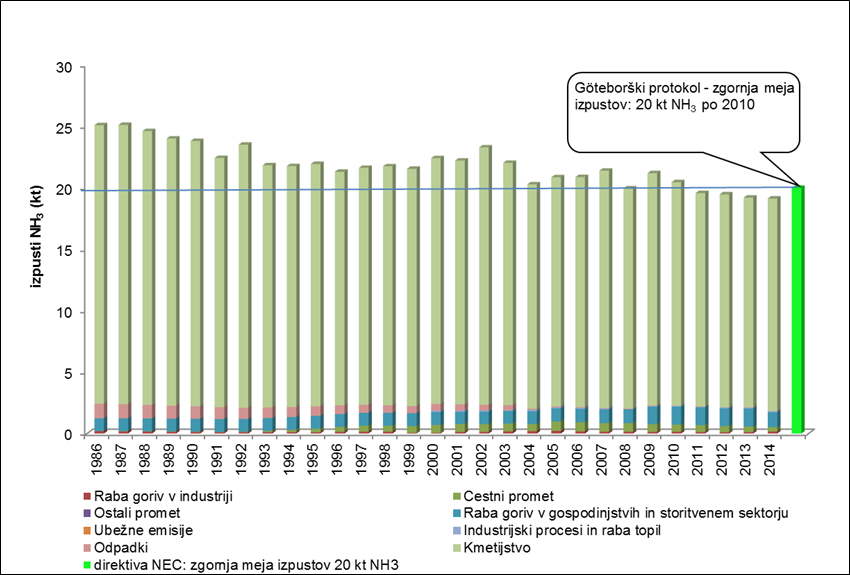 Göteborški protokol - zgornja meja
izpustov: 20 kt NH₃ po 2010
izpusti NH₃ (kt)
30
25
20
15
10
5
0
1986 1987 1988 1989 1990 1991 1992 1993 1994 1995 1996 1997 1998 1999 2000 2001 2002 2003 2004 2005 2006 2007 2008 2009 2010 2011 2012 2013 2014
Raba goriv v industriji
Cestni promet
Ostali promet
Raba goriv v gospodinjstvih in storitvenem sektorju
Ubežne emisije
Industrijski procesi in raba topil
Odpadki
Kmetijstvo
direktiva NEC: zgornja meja izpustov 20 kt NH3